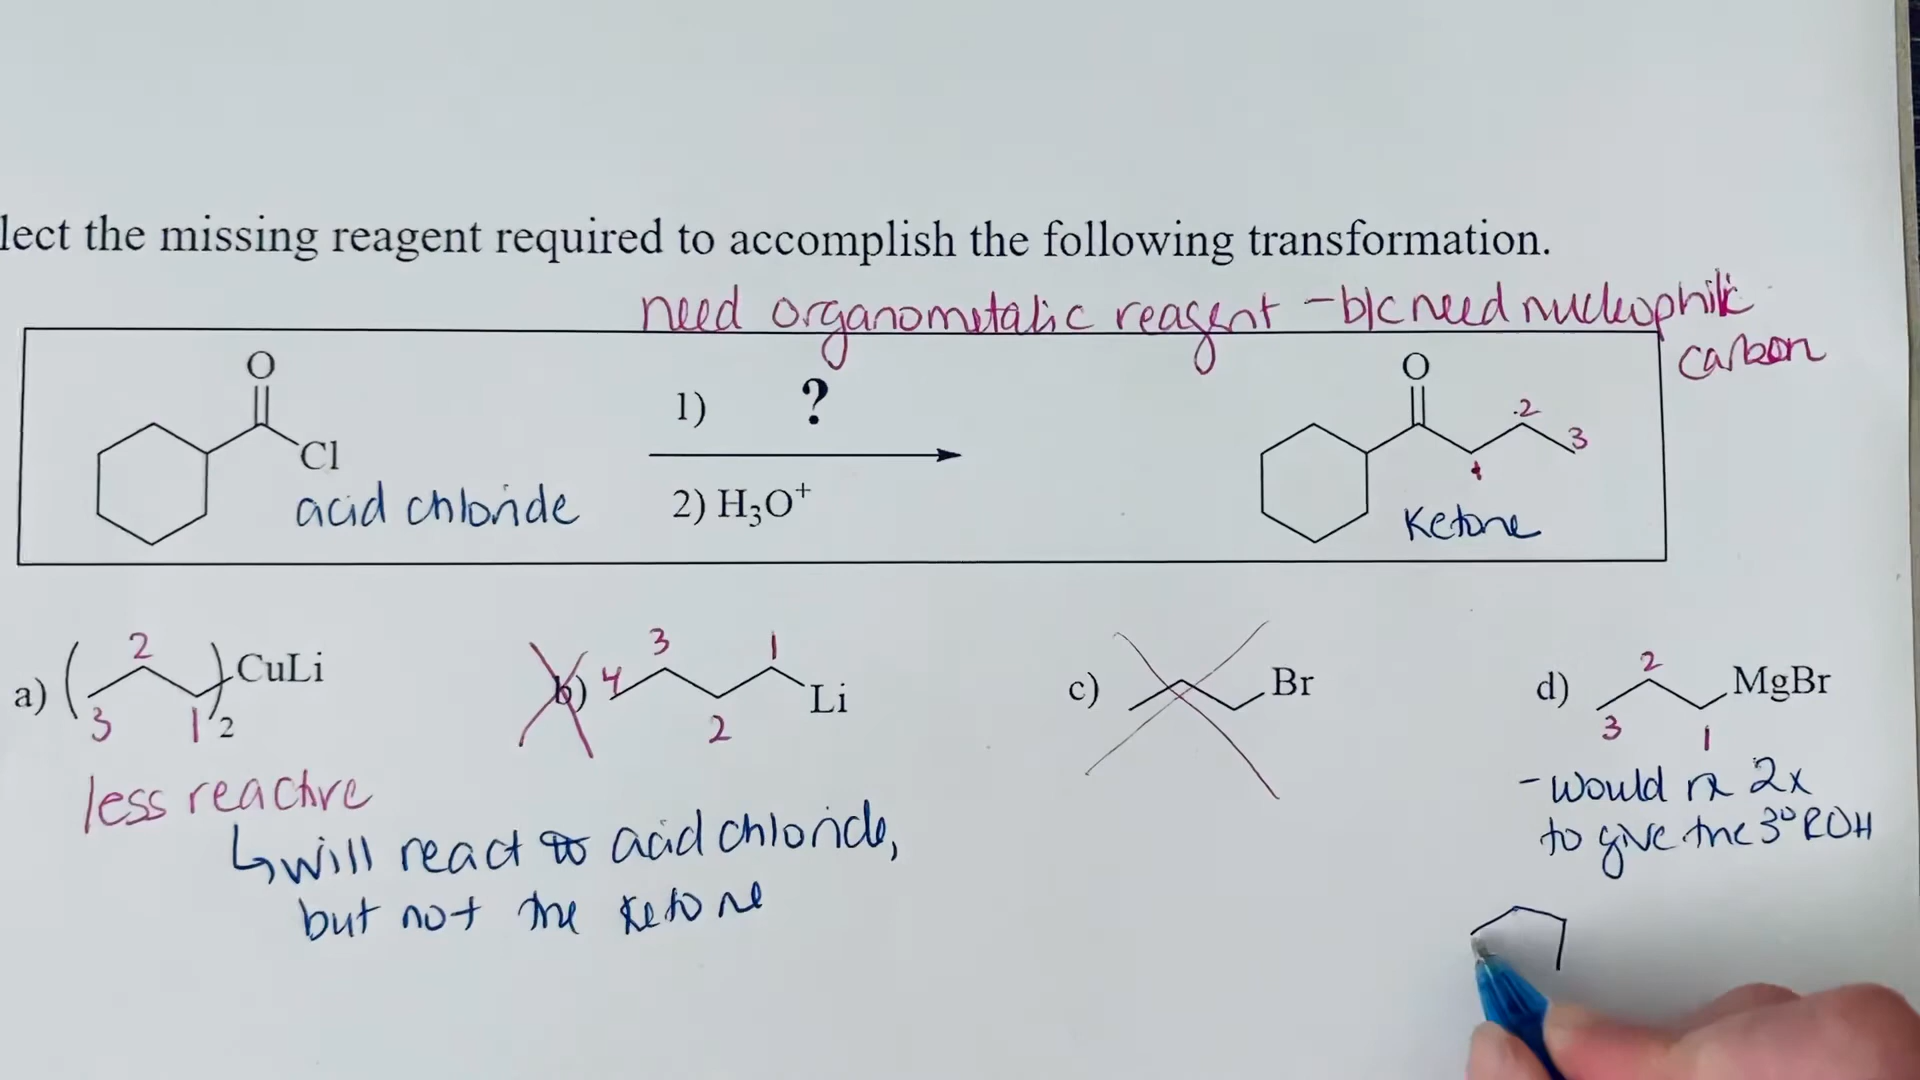 lect the missing reagent required to accomplish the following transformation.
need organometalic reagent - b/c need nucleophilic
carbon
O
Cl
acid chloride
1) ?
2) H₃O⁺
O
2
3
1
Ketone
a) ( )₂CuLi
2
3
1
less reactive
↳ will react to acid chloride,
but not the ketone
b)
4
3
2
1
Li
c)
Br
d)
2
3
1
MgBr
- would rx 2x
to give the 3° ROH